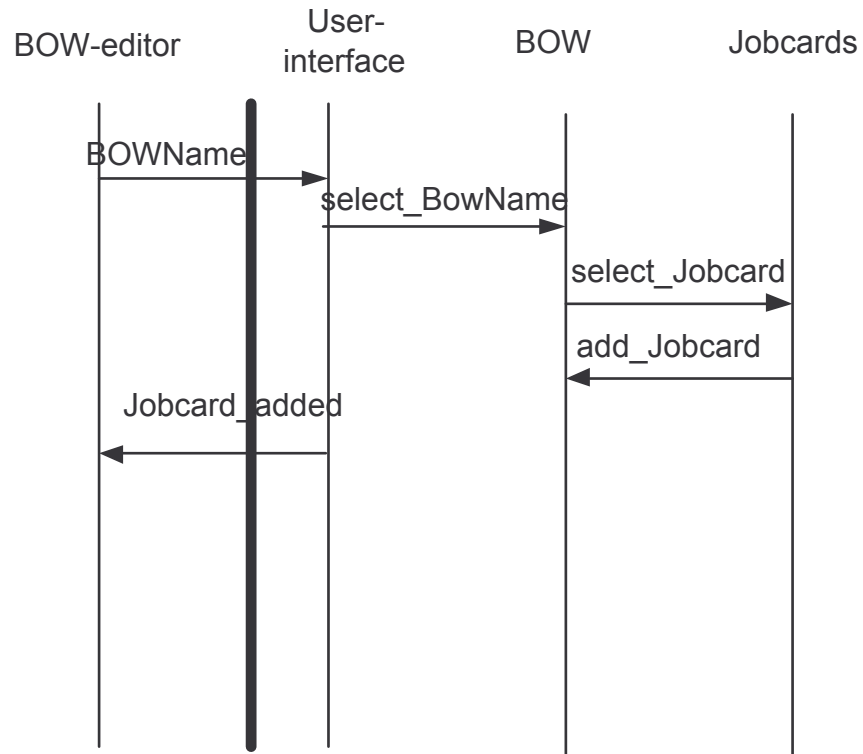 BOW-editor
User-
interface
BOW
Jobcards
BOWName
select_BowName
select_Jobcard
add_Jobcard
Jobcard_added